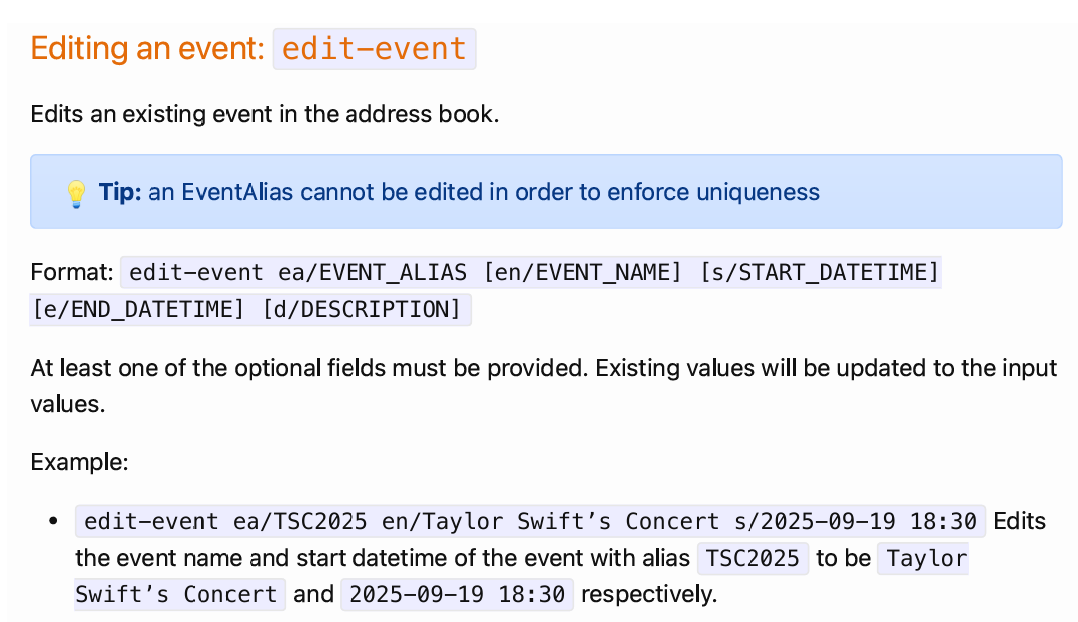 Editing an event: edit-event
Edits an existing event in the address book.
💡 Tip: an EventAlias cannot be edited in order to enforce uniqueness
Format: edit-event ea/EVENT_ALIAS [en/EVENT_NAME] [s/START_DATETIME]
[e/END_DATETIME] [d/DESCRIPTION]
At least one of the optional fields must be provided. Existing values will be updated to the input
values.
Example:
• edit-event ea/TSC2025 en/Taylor Swift’s Concert s/2025-09-19 18:30 Edits
the event name and start datetime of the event with alias TSC2025 to be Taylor
Swift’s Concert and 2025-09-19 18:30 respectively.